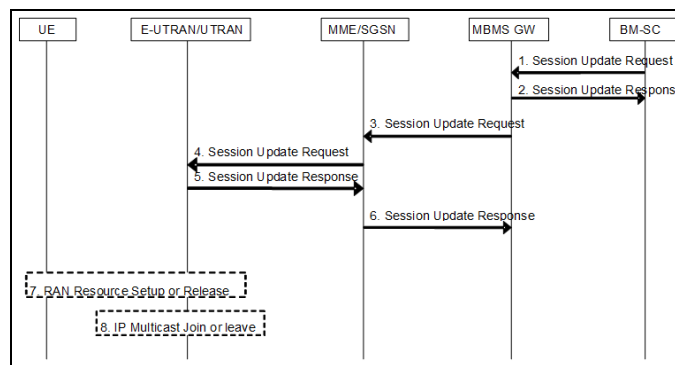 UE E-UTRAN/UTRAN MME/SGSN MBMS GW BM-SC
1. Session Update Request
2. Session Update Respons
3. Session Update Request
4. Session Update Request
5. Session Update Response
6. Session Update Response
7. RAN Resource Setup or Release
8. IP Multicast Join or leave